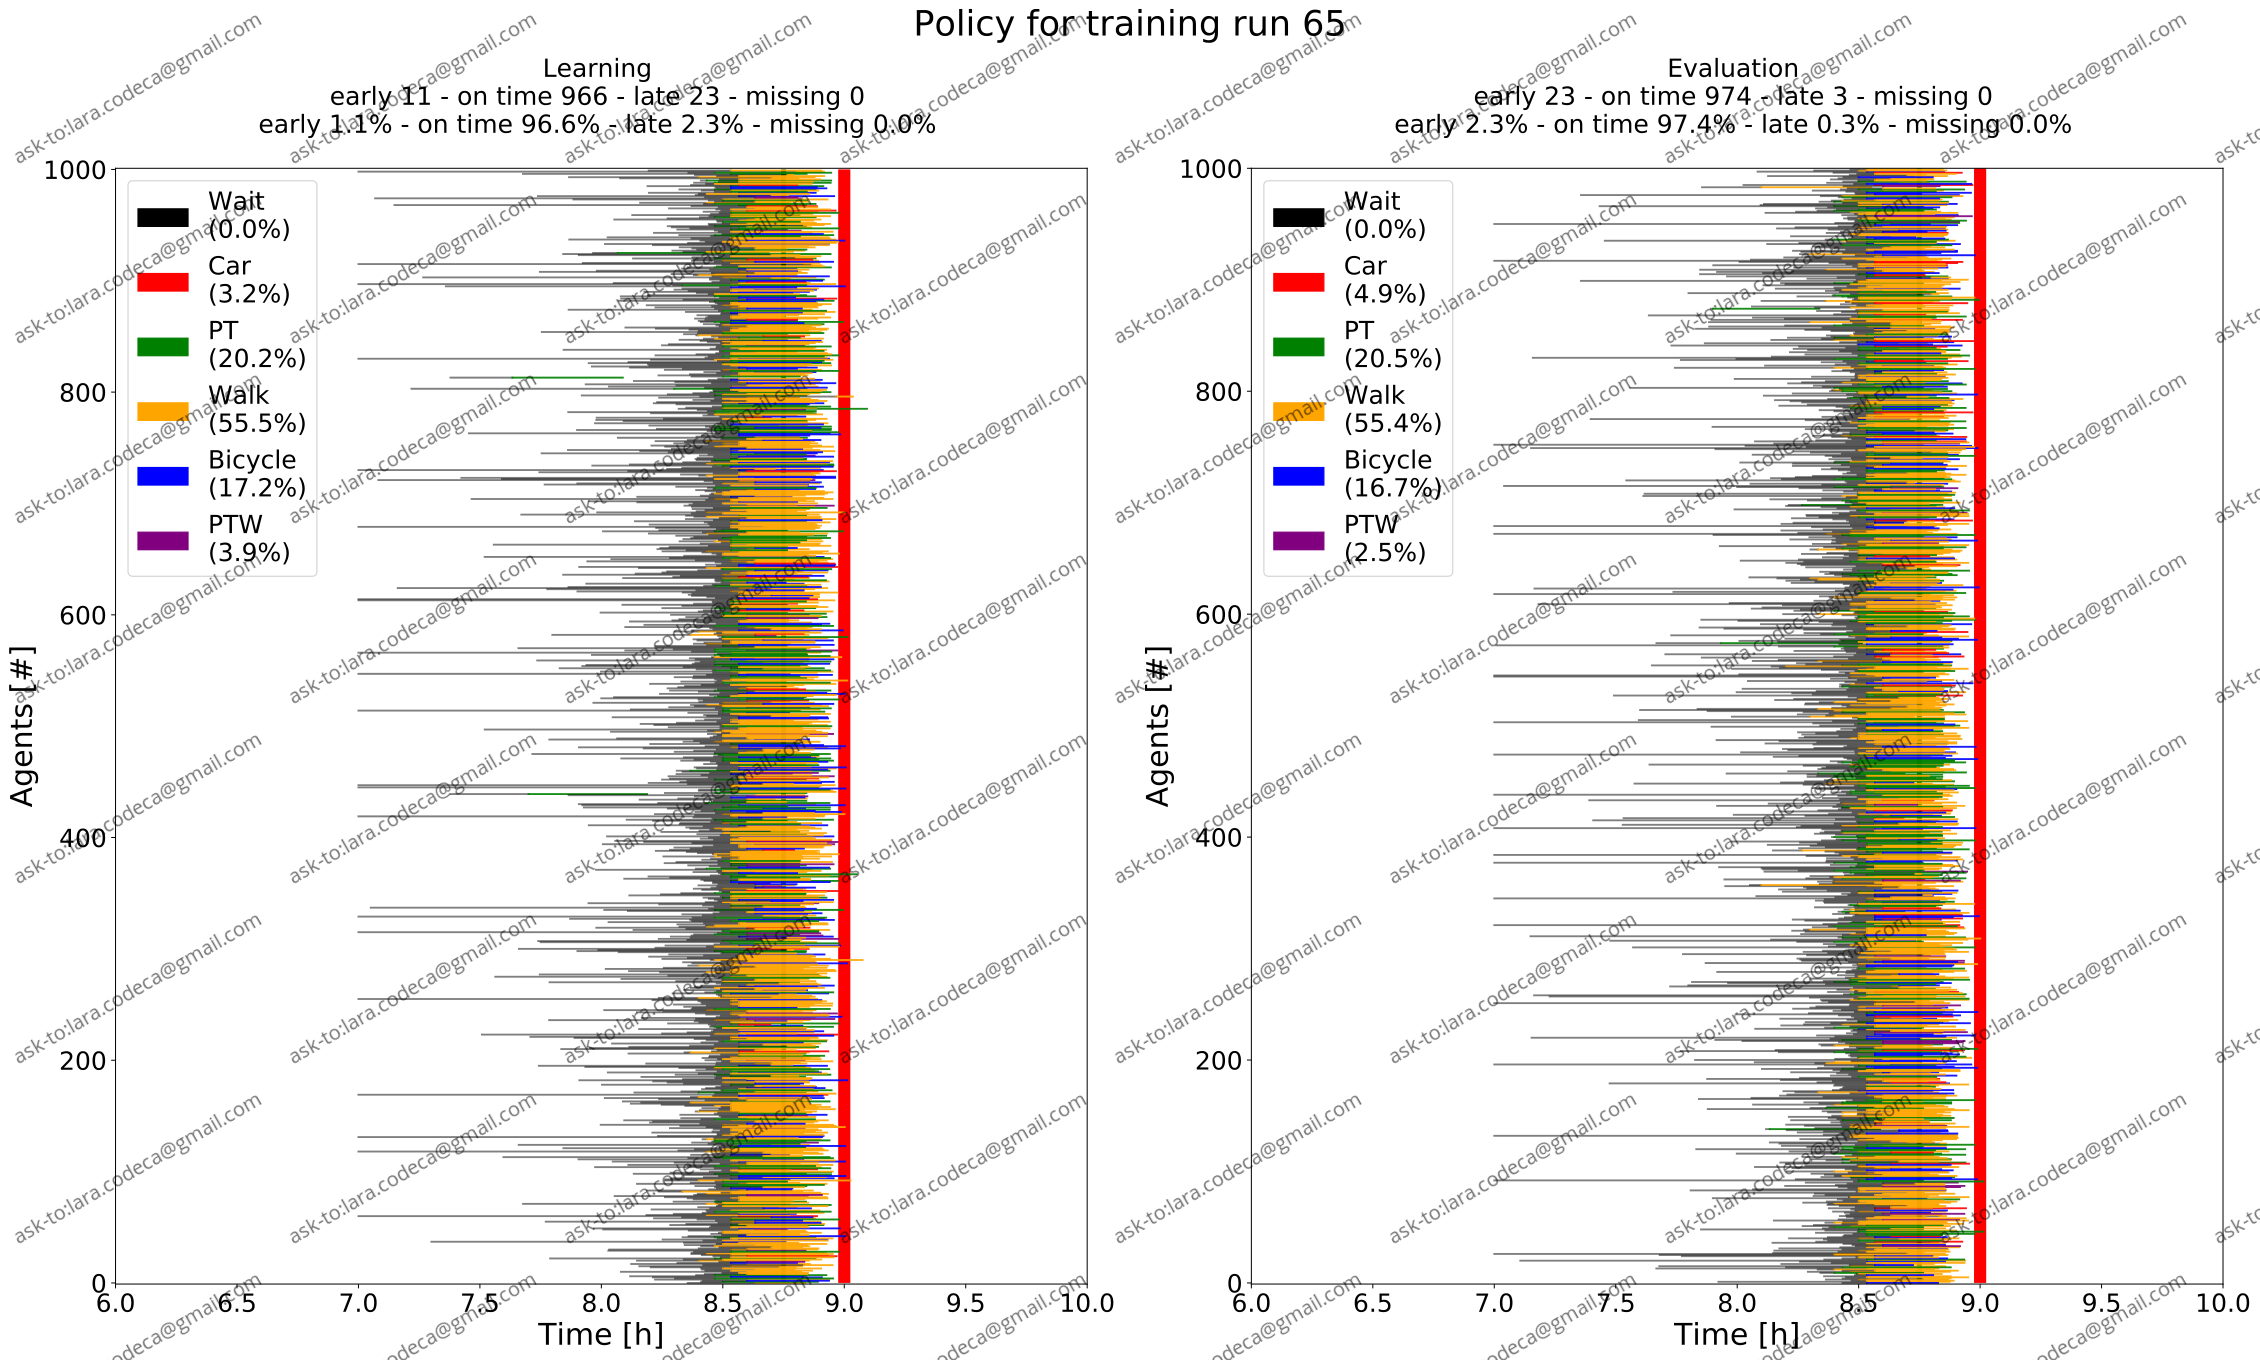 Policy for training run 65
Learning
early 11 - on time 966 - late 23 - missing 0
early 1.1% - on time 96.6% - late 2.3% - missing 0.0%
1000
800
600
400
200
0
Agents [#]
Wait
(0.0%)
Car
(3.2%)
PT
(20.2%)
Walk
(55.5%)
Bicycle
(17.2%)
PTW
(3.9%)
6.0 6.5 7.0 7.5 8.0 8.5 9.0 9.5 10.0
Time [h]
Evaluation
early 23 - on time 974 - late 3 - missing 0
early 2.3% - on time 97.4% - late 0.3% - missing 0.0%
1000
800
600
400
200
0
Agents [#]
Wait
(0.0%)
Car
(4.9%)
PT
(20.5%)
Walk
(55.4%)
Bicycle
(16.7%)
PTW
(2.5%)
6.0 6.5 7.0 7.5 8.0 8.5 9.0 9.5 10.0
Time [h]
ask-to:lara.codeca@gmail.com